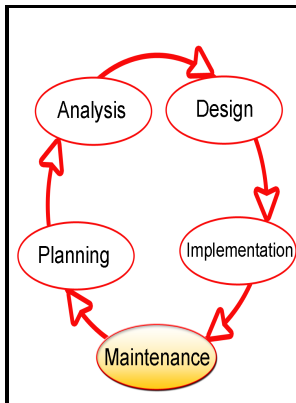 Analysis
Design
Planning
Implementation
Maintenance